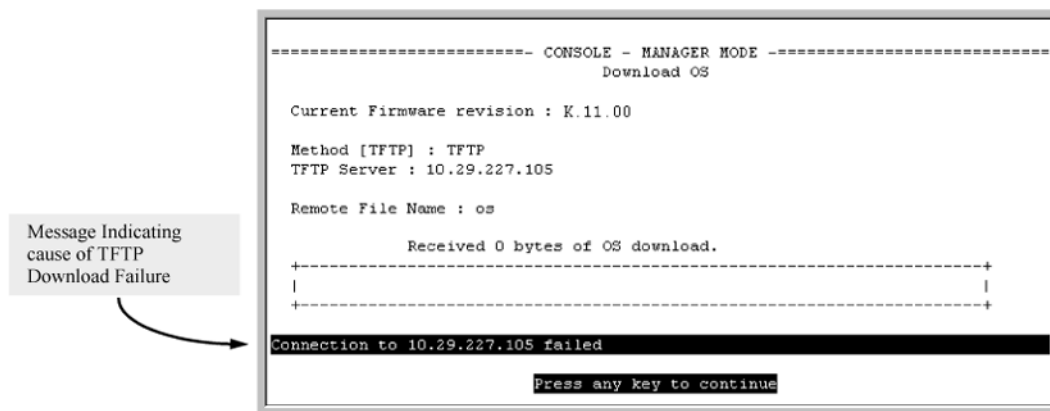 ===========================- CONSOLE - MANAGER MODE -============================
Download OS
Current Firmware revision : K.11.00
Method [TFTP] : TFTP
TFTP Server : 10.29.227.105
Remote File Name : os
Received 0 bytes of OS download.
+-----------------------------------------------------------------------+
| |
+-----------------------------------------------------------------------+
Message Indicating
cause of TFTP
Download Failure
Connection to 10.29.227.105 failed
Press any key to continue